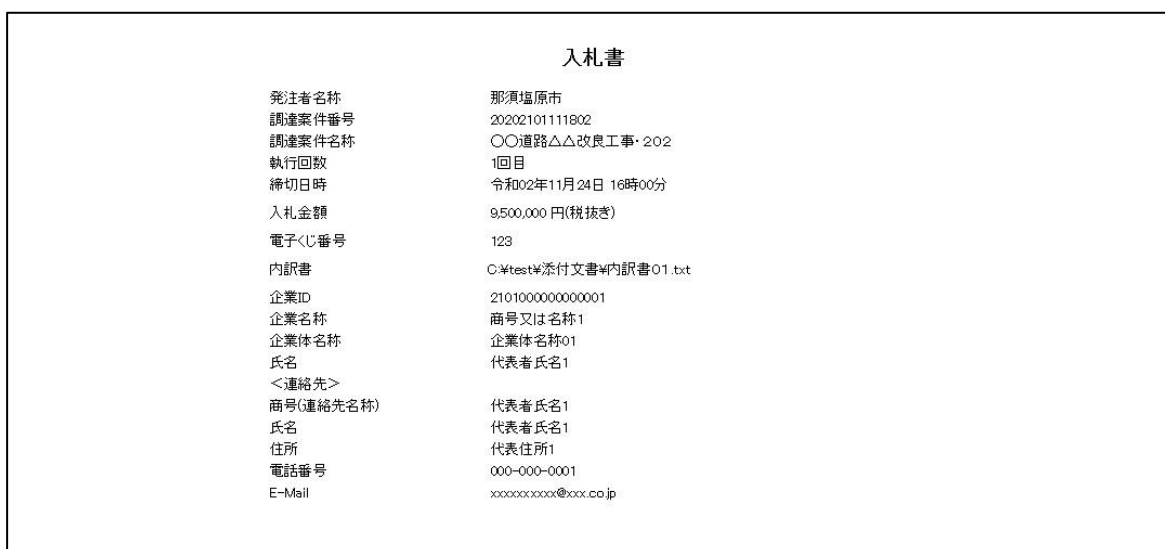 入札書
発注者名称 那須塩原市
調達案件番号 20202101111802
調達案件名称 〇〇道路△△改良工事・202
執行回数 1回目
締切日時 令和02年11月24日 16時00分
入札金額 9,500,000 円(税抜き)
電子くじ番号 123
内訳書 C:¥test¥添付文書¥内訳書01.txt
企業ID 2101000000000001
企業名称 商号又は名称1
企業体名称 企業体名称01
氏名 代表者氏名1
＜連絡先＞
商号(連絡先名称) 代表者氏名1
氏名 代表者氏名1
住所 代表住所1
電話番号 000-000-0001
E-Mail xxxxxxxxxx@xxx.co.jp